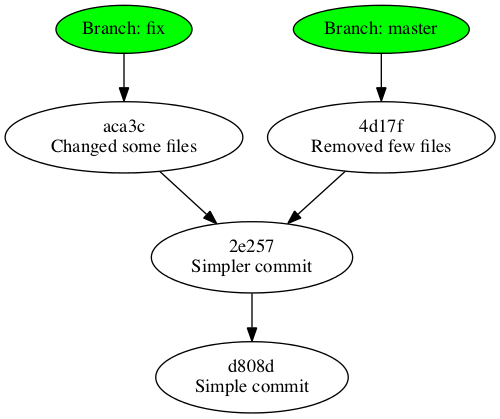 Branch: fix
Branch: master
aca3c
Changed some files
4d17f
Removed few files
2e257
Simpler commit
d808d
Simple commit